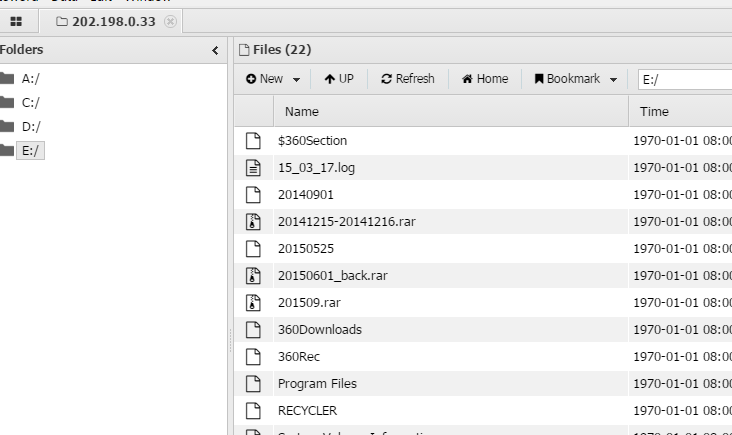 202.198.0.33
Folders
Files (22)
New UP Refresh Home Bookmark E:/
A:/
C:/
D:/
E:/
Name Time
$360Section 1970-01-01 08:00
15_03_17.log 1970-01-01 08:00
20140901 1970-01-01 08:00
20141215-20141216.rar 1970-01-01 08:00
20150525 1970-01-01 08:00
20150601_back.rar 1970-01-01 08:00
201509.rar 1970-01-01 08:00
360Downloads 1970-01-01 08:00
360Rec 1970-01-01 08:00
Program Files 1970-01-01 08:00
RECYCLER 1970-01-01 08:00